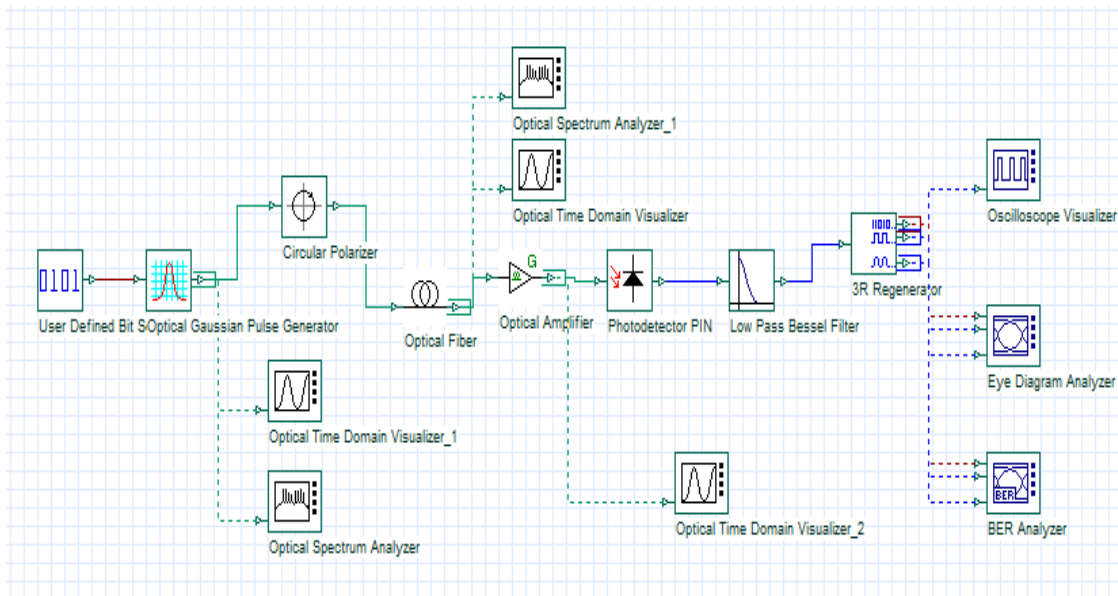 Optical Spectrum Analyzer_1
Optical Time Domain Visualizer
Oscilloscope Visualizer
Circular Polarizer
G
0101
User Defined Bit S
Optical Gaussian Pulse Generator
Optical Fiber
Optical Amplifier
Photodetector PIN
Low Pass Bessel Filter
3R Regenerator
Eye Diagram Analyzer
Optical Time Domain Visualizer_1
Optical Time Domain Visualizer_2
BER
BER Analyzer
Optical Spectrum Analyzer